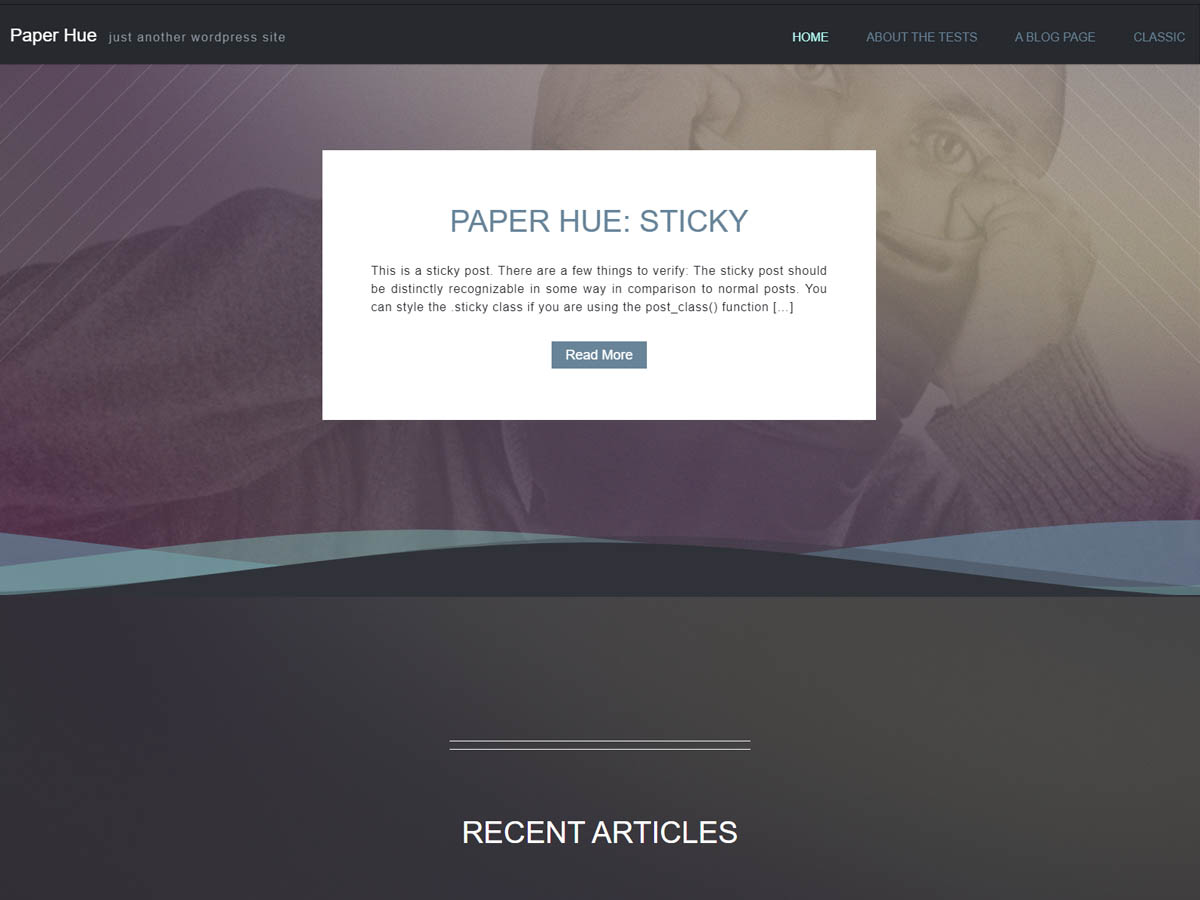 Paper Hue just another wordpress site
HOME ABOUT THE TESTS A BLOG PAGE CLASSIC
PAPER HUE: STICKY
This is a sticky post. There are a few things to verify: The sticky post should
be distinctly recognizable in some way in comparison to normal posts. You
can style the .sticky class if you are using the post_class() function [...]
Read More
RECENT ARTICLES